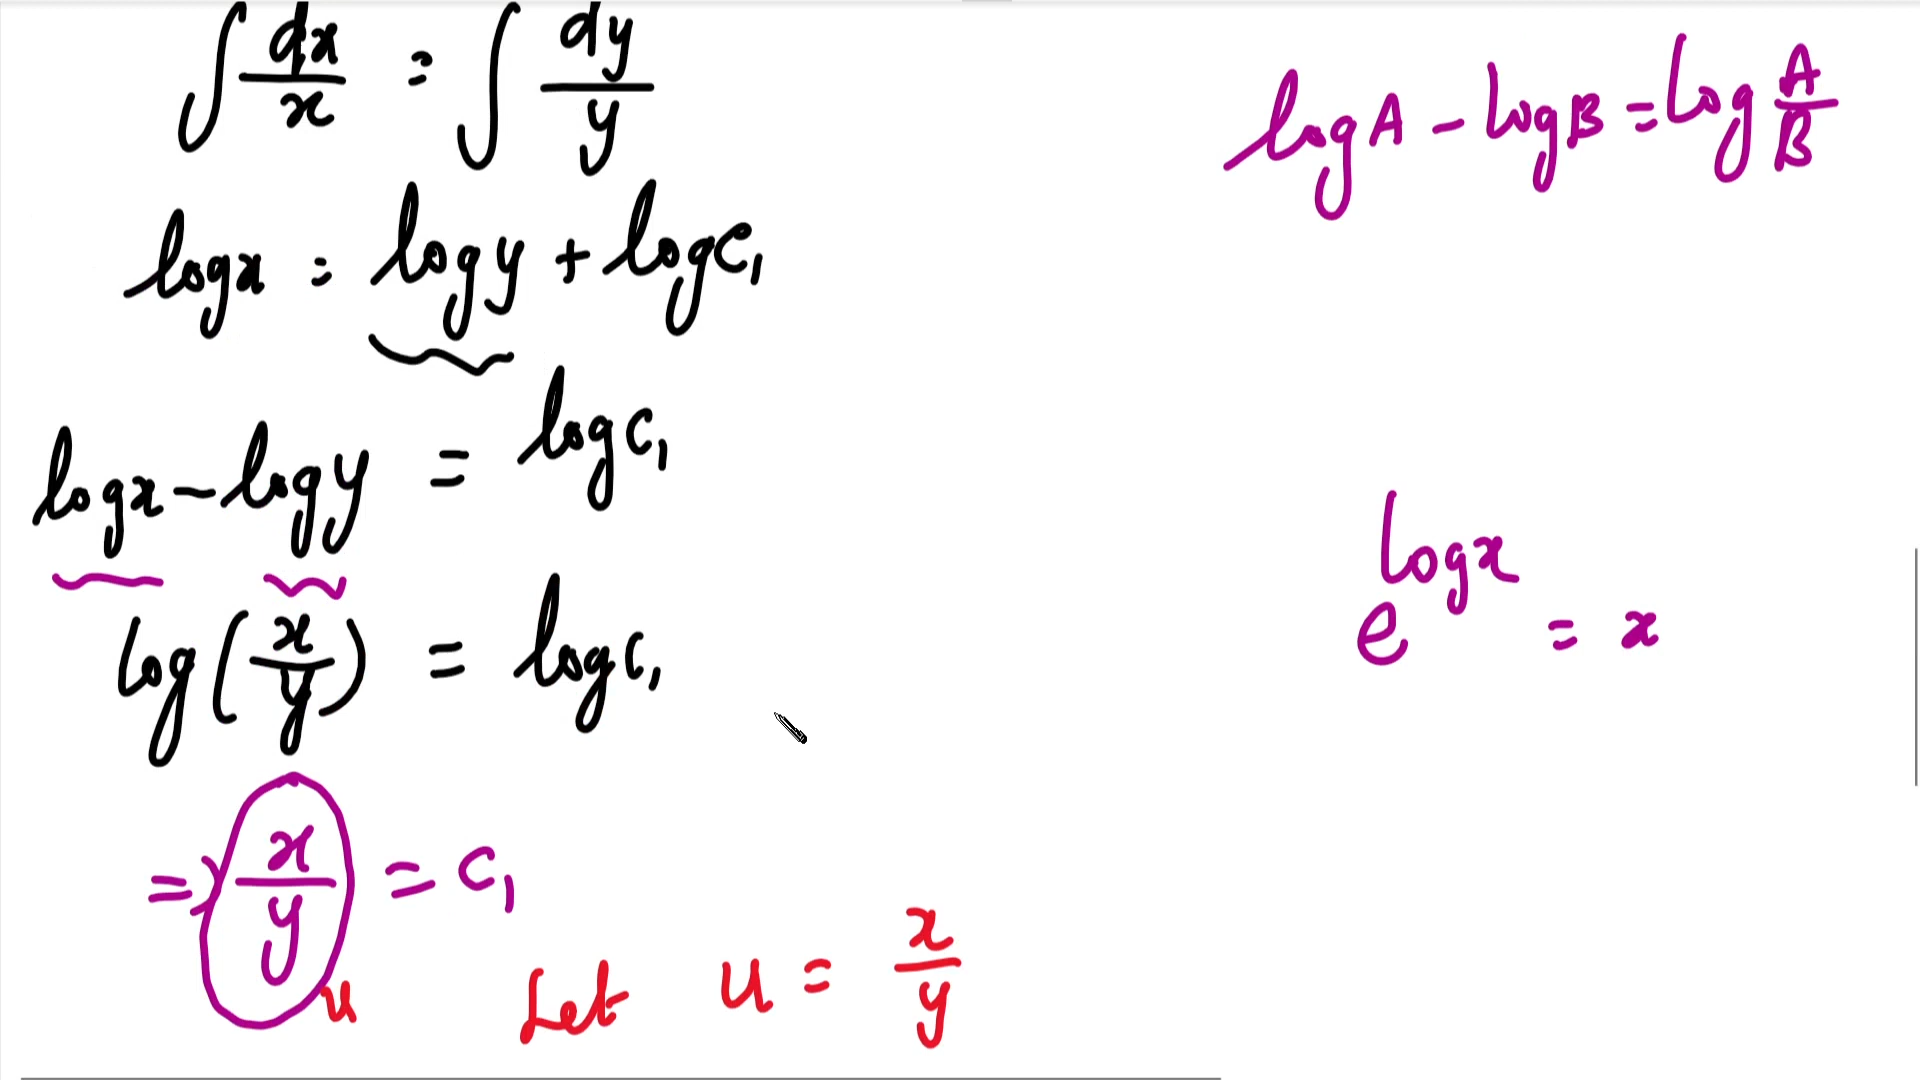 ∫ dx/x = ∫ dy/y
log x = log y + log c₁
log x - log y = log c₁
log (x/y) = log c₁
=> x/y = c₁
u
Let u = x/y
log A - log B = log A/B
e^{log x} = x